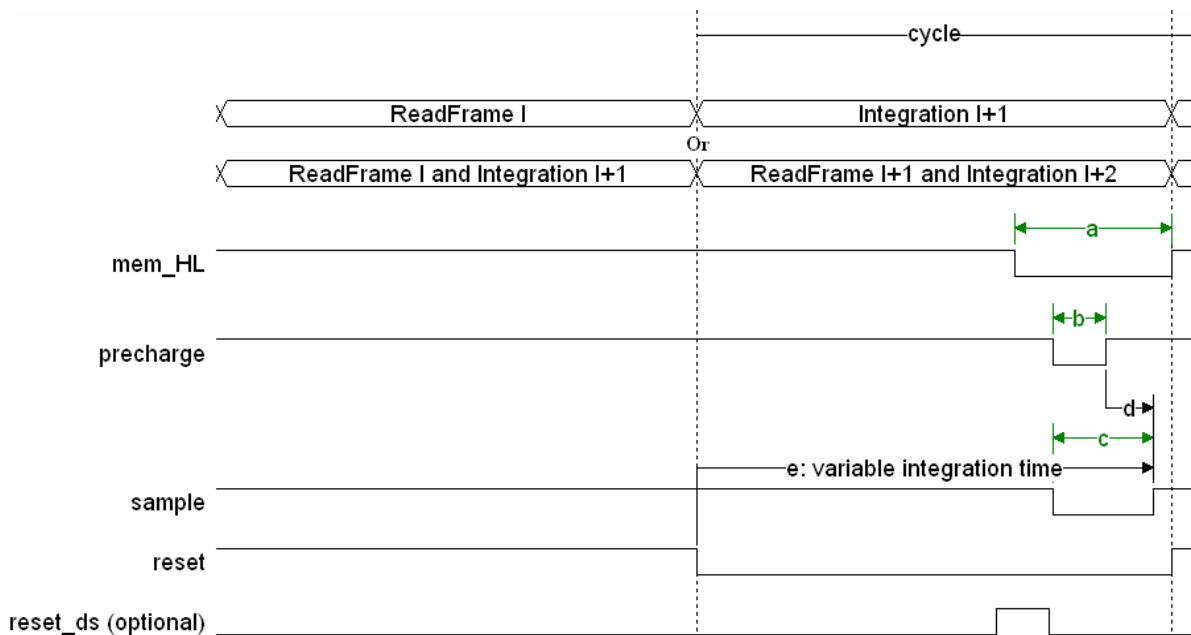 cycle
ReadFrame I
Integration I+1
Or
ReadFrame I and Integration I+1
ReadFrame I+1 and Integration I+2
a
mem_HL
b
precharge
d
c
e: variable integration time
sample
reset
reset_ds (optional)